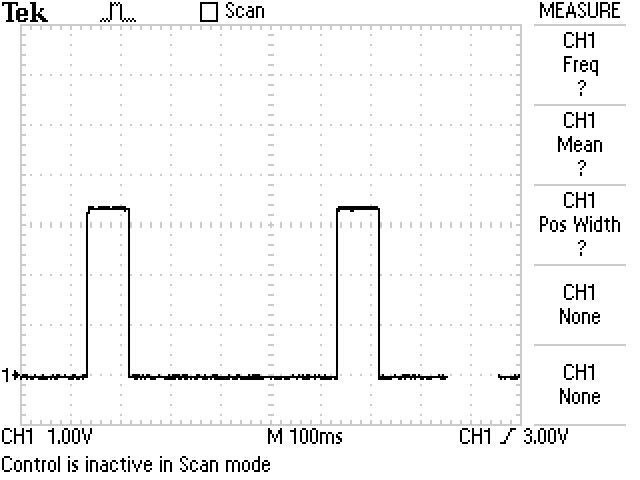 Tek Scan MEASURE
CH1
Freq
?
CH1
Mean
?
CH1
Pos Width
?
CH1
None
CH1
None
1
CH1 1.00V M 100ms CH1 3.00V
Control is inactive in Scan mode